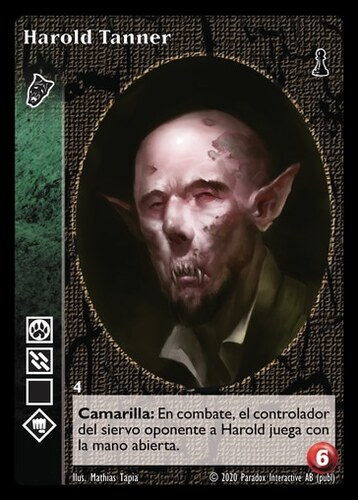 Harold Tanner
4
Camarilla: En combate, el controlador
del siervo oponente a Harold juega con
la mano abierta.
6
Ilus. Mathias Tapia © 2020 Paradox Interactive AB (publ)